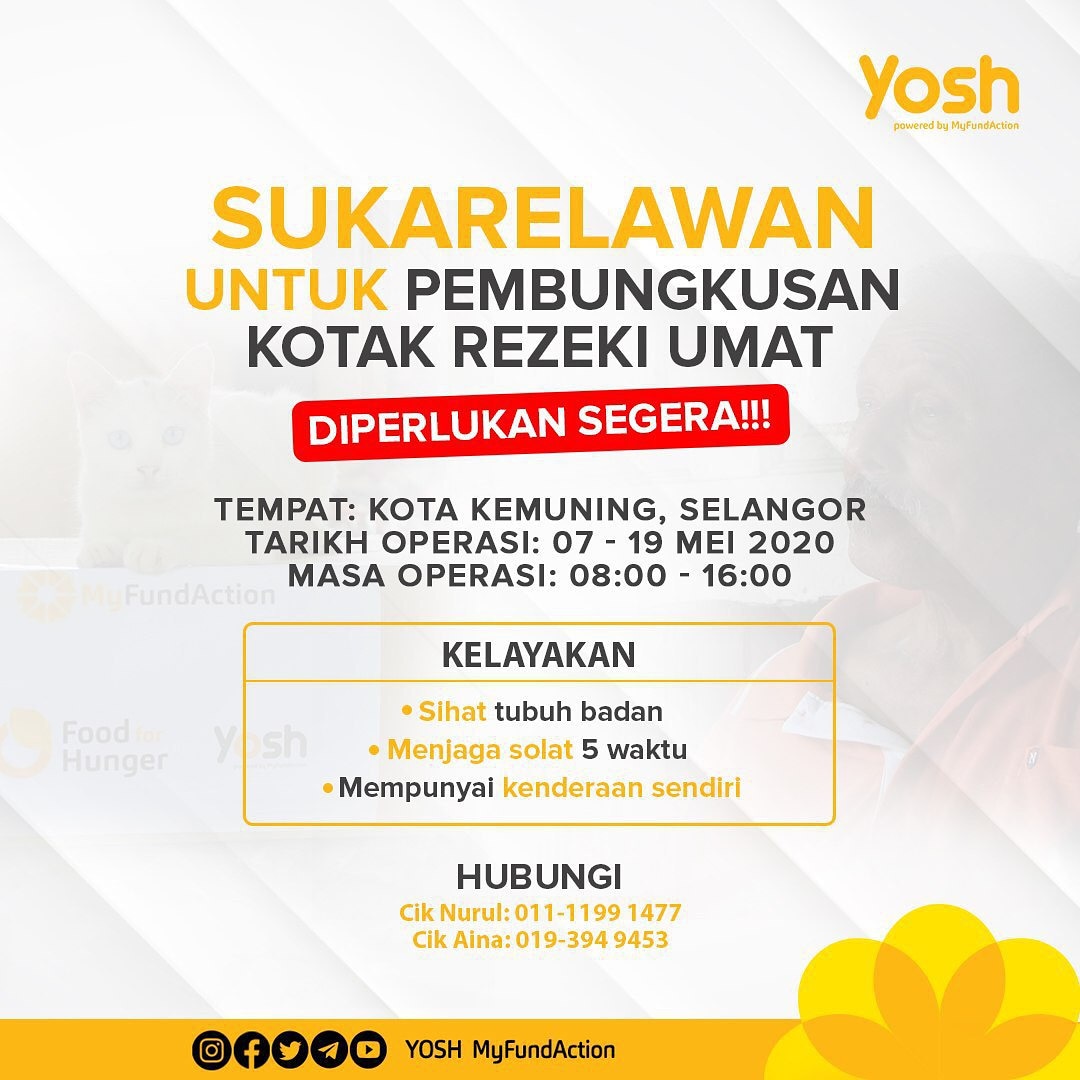 Yosh
powered by MyFundAction
SUKARELAWAN
UNTUK PEMBUNGKUSAN
KOTAK REZEKI UMAT
DIPERLUKAN SEGERA!!!
TEMPAT: KOTA KEMUNING, SELANGOR
TARIKH OPERASI: 07 - 19 MEI 2020
MASA OPERASI: 08:00 - 16:00
MyFundAction
KELAYAKAN
• Sihat tubuh badan
• Menjaga solat 5 waktu
• Mempunyai kenderaan sendiri
Food for
Hunger
Yosh
HUBUNGI
Cik Nurul: 011-1199 1477
Cik Aina: 019-394 9453
YOSH MyFundAction